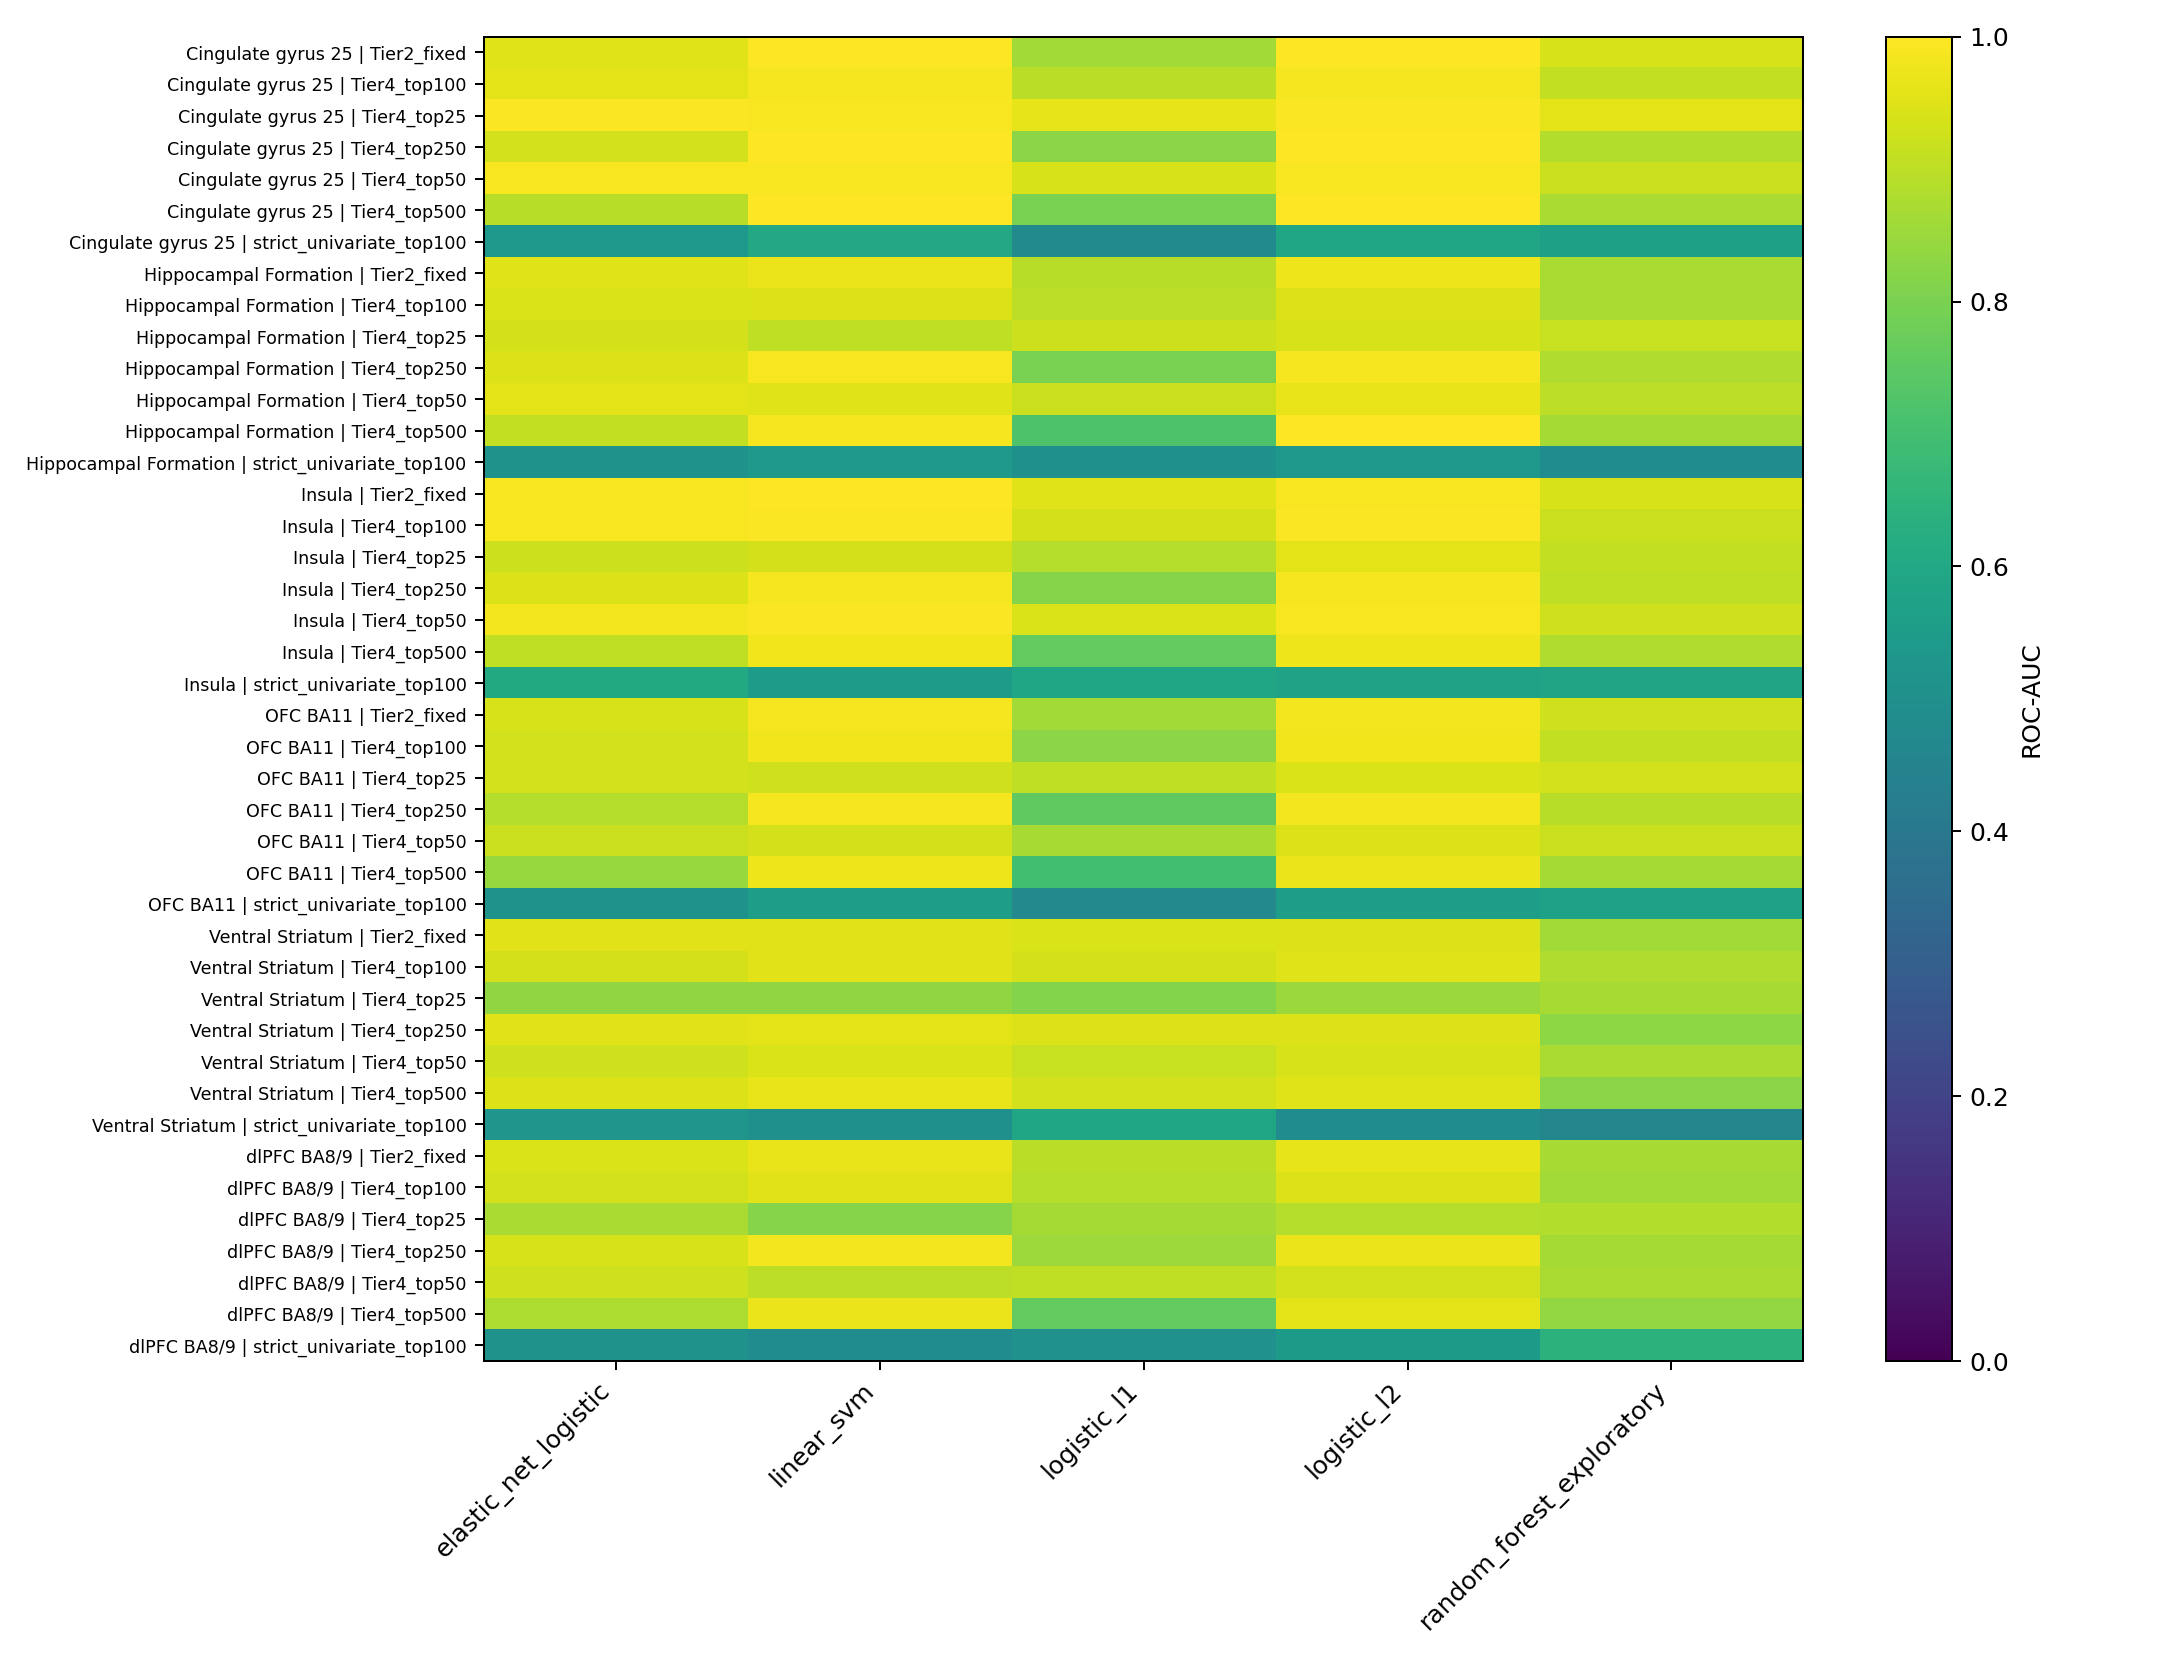 Cingulate gyrus 25 | Tier2_fixed
Cingulate gyrus 25 | Tier4_top100
Cingulate gyrus 25 | Tier4_top25
Cingulate gyrus 25 | Tier4_top250
Cingulate gyrus 25 | Tier4_top50
Cingulate gyrus 25 | Tier4_top500
Cingulate gyrus 25 | strict_univariate_top100
Hippocampal Formation | Tier2_fixed
Hippocampal Formation | Tier4_top100
Hippocampal Formation | Tier4_top25
Hippocampal Formation | Tier4_top250
Hippocampal Formation | Tier4_top50
Hippocampal Formation | Tier4_top500
Hippocampal Formation | strict_univariate_top100
Insula | Tier2_fixed
Insula | Tier4_top100
Insula | Tier4_top25
Insula | Tier4_top250
Insula | Tier4_top50
Insula | Tier4_top500
Insula | strict_univariate_top100
OFC BA11 | Tier2_fixed
OFC BA11 | Tier4_top100
OFC BA11 | Tier4_top25
OFC BA11 | Tier4_top250
OFC BA11 | Tier4_top50
OFC BA11 | Tier4_top500
OFC BA11 | strict_univariate_top100
Ventral Striatum | Tier2_fixed
Ventral Striatum | Tier4_top100
Ventral Striatum | Tier4_top25
Ventral Striatum | Tier4_top250
Ventral Striatum | Tier4_top50
Ventral Striatum | Tier4_top500
Ventral Striatum | strict_univariate_top100
dlPFC BA8/9 | Tier2_fixed
dlPFC BA8/9 | Tier4_top100
dlPFC BA8/9 | Tier4_top25
dlPFC BA8/9 | Tier4_top250
dlPFC BA8/9 | Tier4_top50
dlPFC BA8/9 | Tier4_top500
dlPFC BA8/9 | strict_univariate_top100
elastic_net_logistic
linear_svm
logistic_l1
logistic_l2
random_forest_exploratory
1.0
0.8
0.6
0.4
0.2
0.0
ROC-AUC